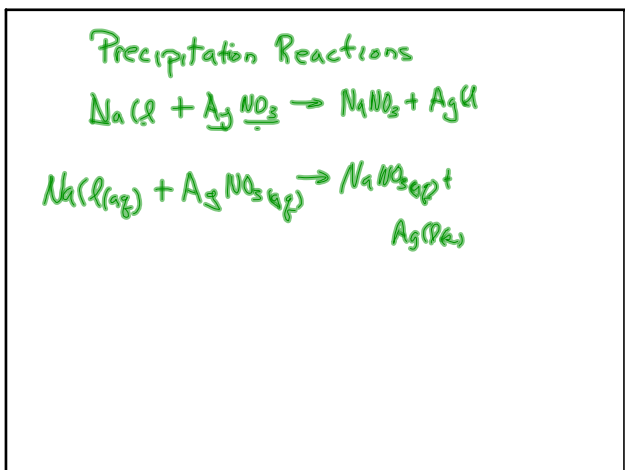 Precipitation Reactions
NaCl + AgNO₃ → NaNO₃ + AgCl
NaCl(aq) + AgNO₃(aq) → NaNO₃(aq) +
AgCl(s)